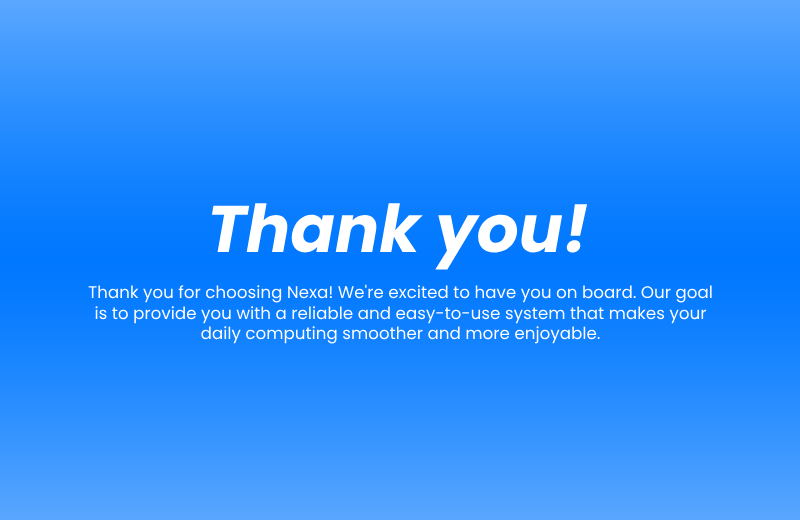 Thank you!
Thank you for choosing Nexa! We're excited to have you on board. Our goal
is to provide you with a reliable and easy-to-use system that makes your
daily computing smoother and more enjoyable.